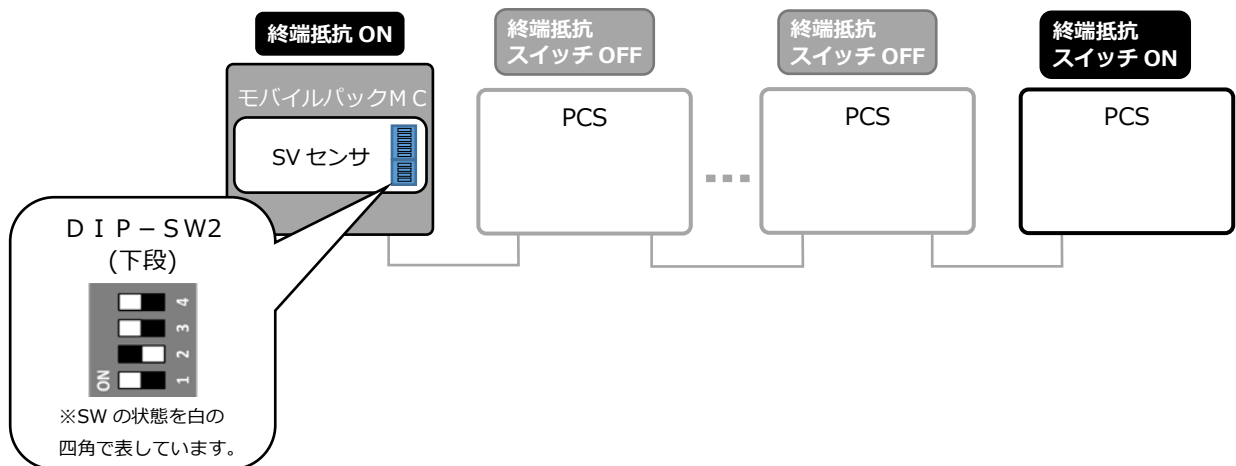 終端抵抗 ON
終端抵抗
スイッチ OFF
終端抵抗
スイッチ OFF
終端抵抗
スイッチ ON
モバイルパックＭＣ
SV センサ
PCS
PCS
PCS
ＤＩＰ－ＳＷ2
(下段)
4
3
2
1
ON
※SW の状態を白の
四角で表しています。